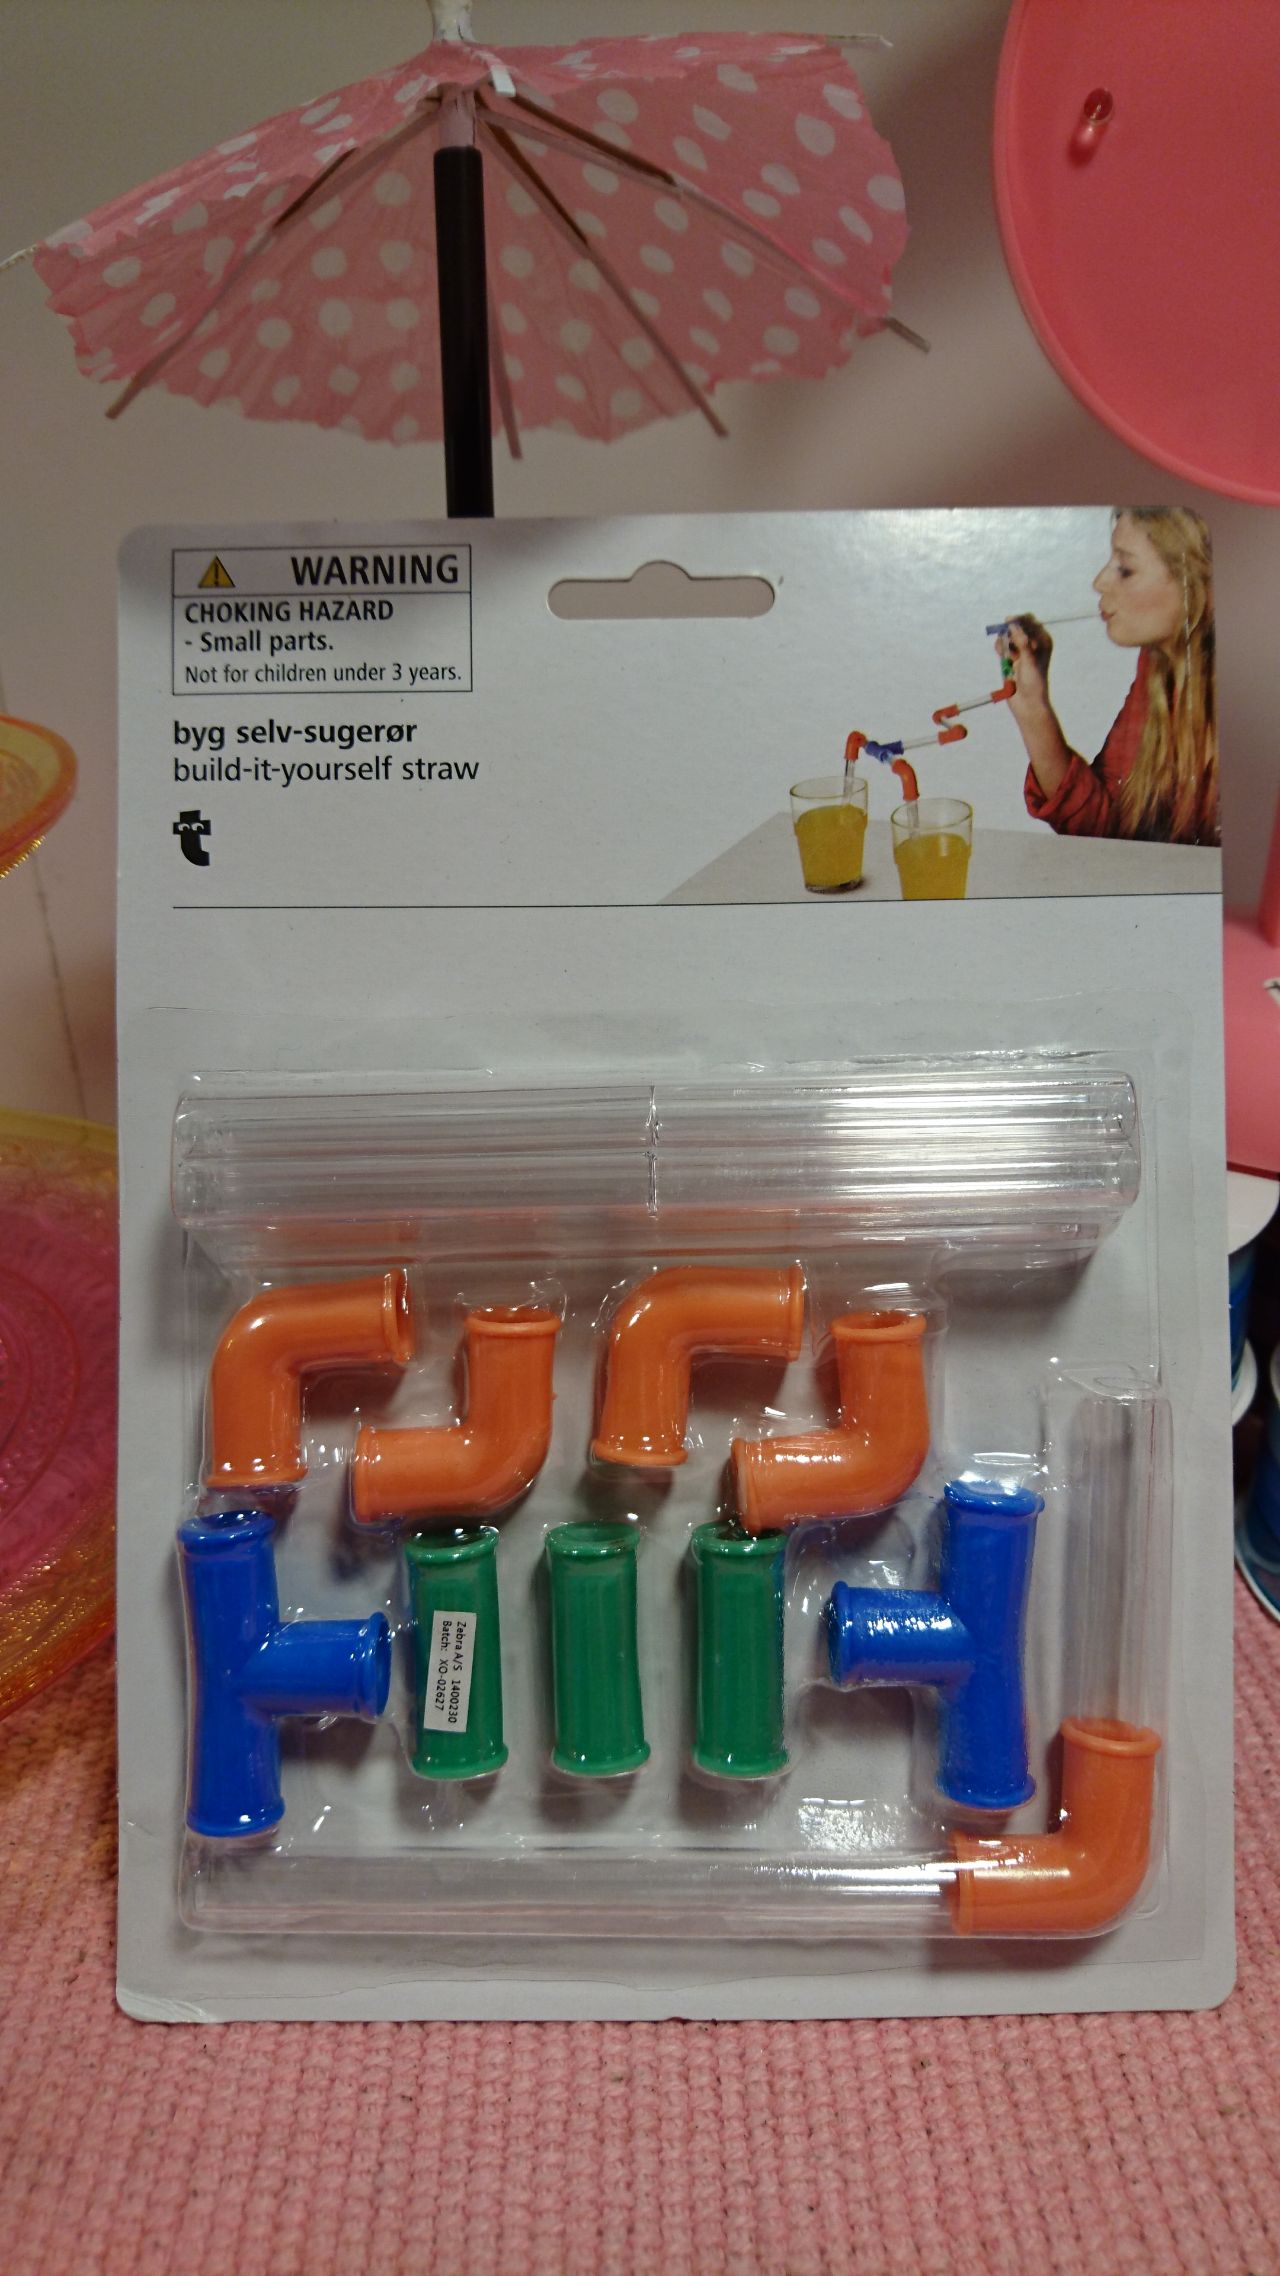 WARNING
CHOKING HAZARD
- Small parts.
Not for children under 3 years.
byg selv-sugerør
build-it-yourself straw
t
Zebra A/S 1400230
Batch: XO-02627